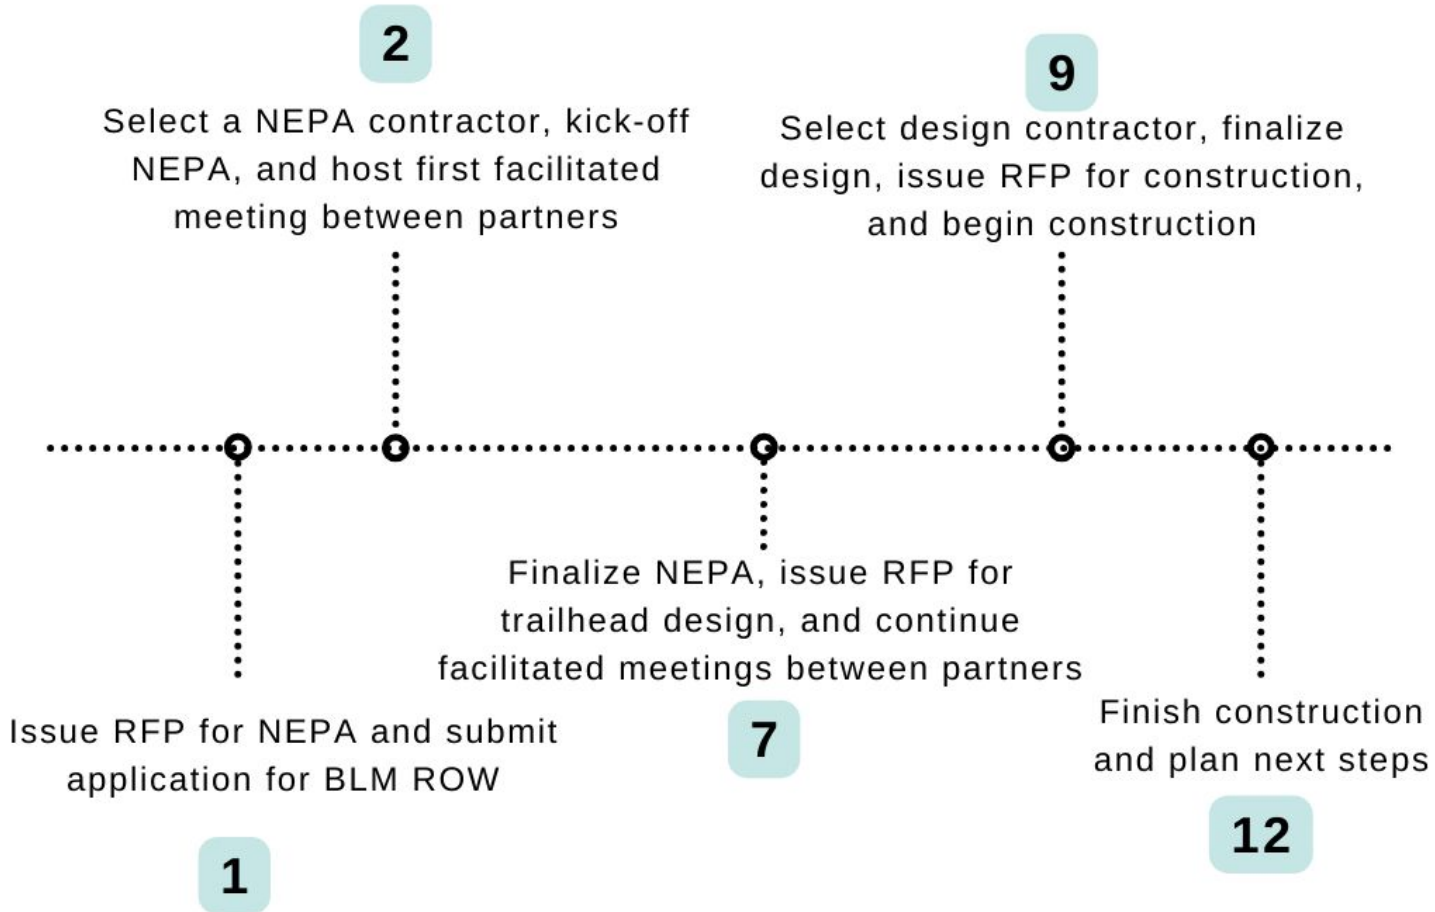 2
Select a NEPA contractor, kick-off
NEPA, and host first facilitated
meeting between partners
9
Select design contractor, finalize
design, issue RFP for construction,
and begin construction
Issue RFP for NEPA and submit
application for BLM ROW
1
Finalize NEPA, issue RFP for
trailhead design, and continue
facilitated meetings between partners
7
Finish construction
and plan next steps
12